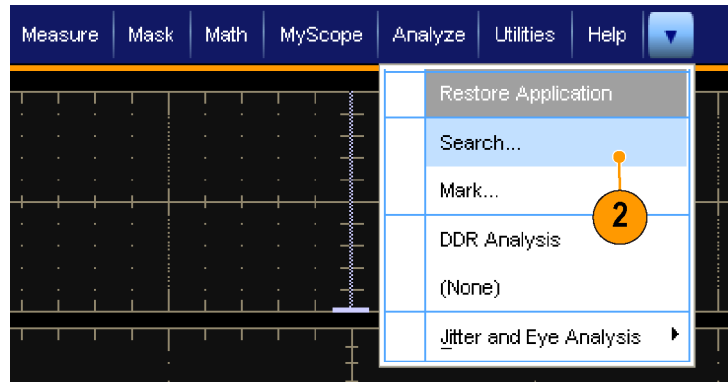 Measure Mask Math MyScope Analyze Utilities Help
Restore Application
Search...
Mark...
2
DDR Analysis
(None)
Jitter and Eye Analysis